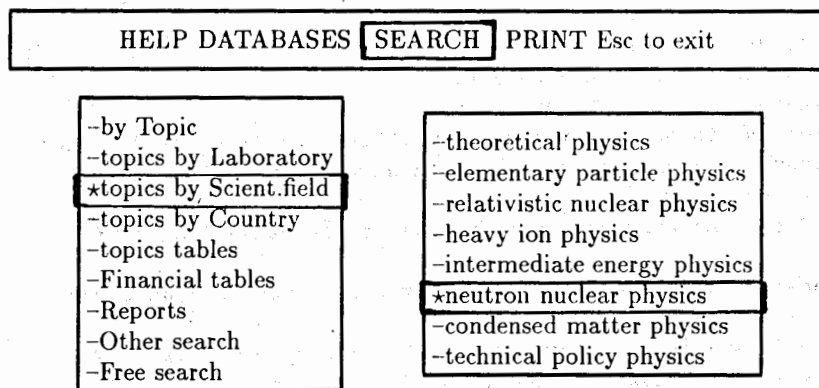 HELP DATABASES SEARCH PRINT Esc to exit
–by Topic
–topics by Laboratory
⋆topics by Scient.field
–topics by Country
–topics tables
–Financial tables
–Reports
–Other search
–Free search
–theoretical physics
–elementary particle physics
–relativistic nuclear physics
–heavy ion physics
–intermediate energy physics
⋆neutron nuclear physics
–condensed matter physics
–technical policy physics